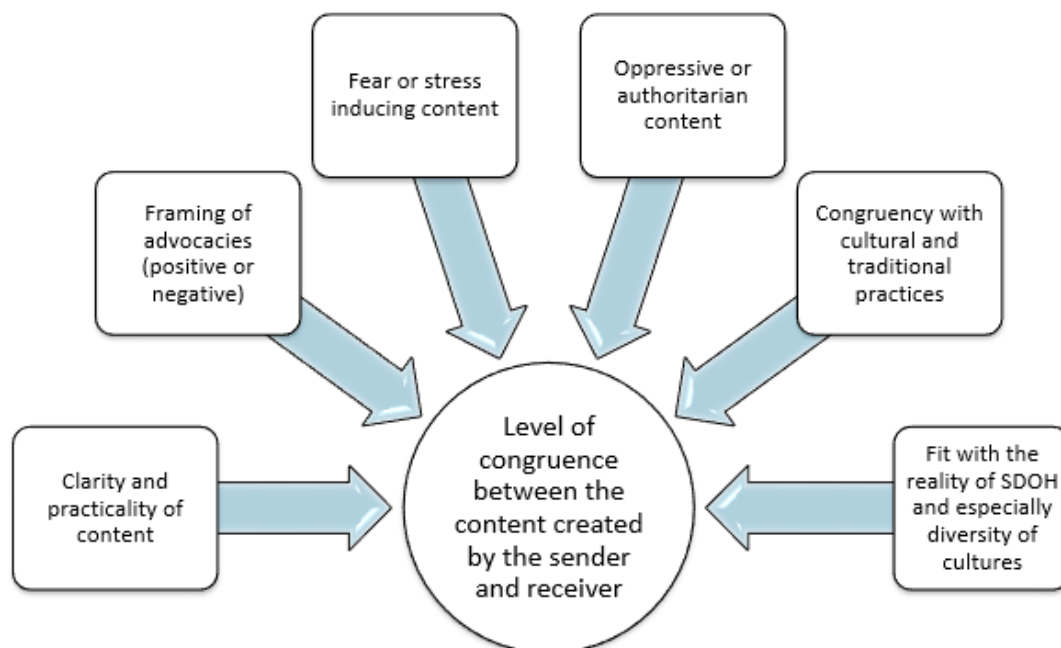 Fear or stress
inducing content
Oppressive or
authoritarian
content
Framing of
advocacies
(positive or
negative)
Congruency with
cultural and
traditional
practices
Clarity and
practicality of
content
Level of
congruence
between the
content created
by the sender
and receiver
Fit with the
reality of SDOH
and especially
diversity of
cultures